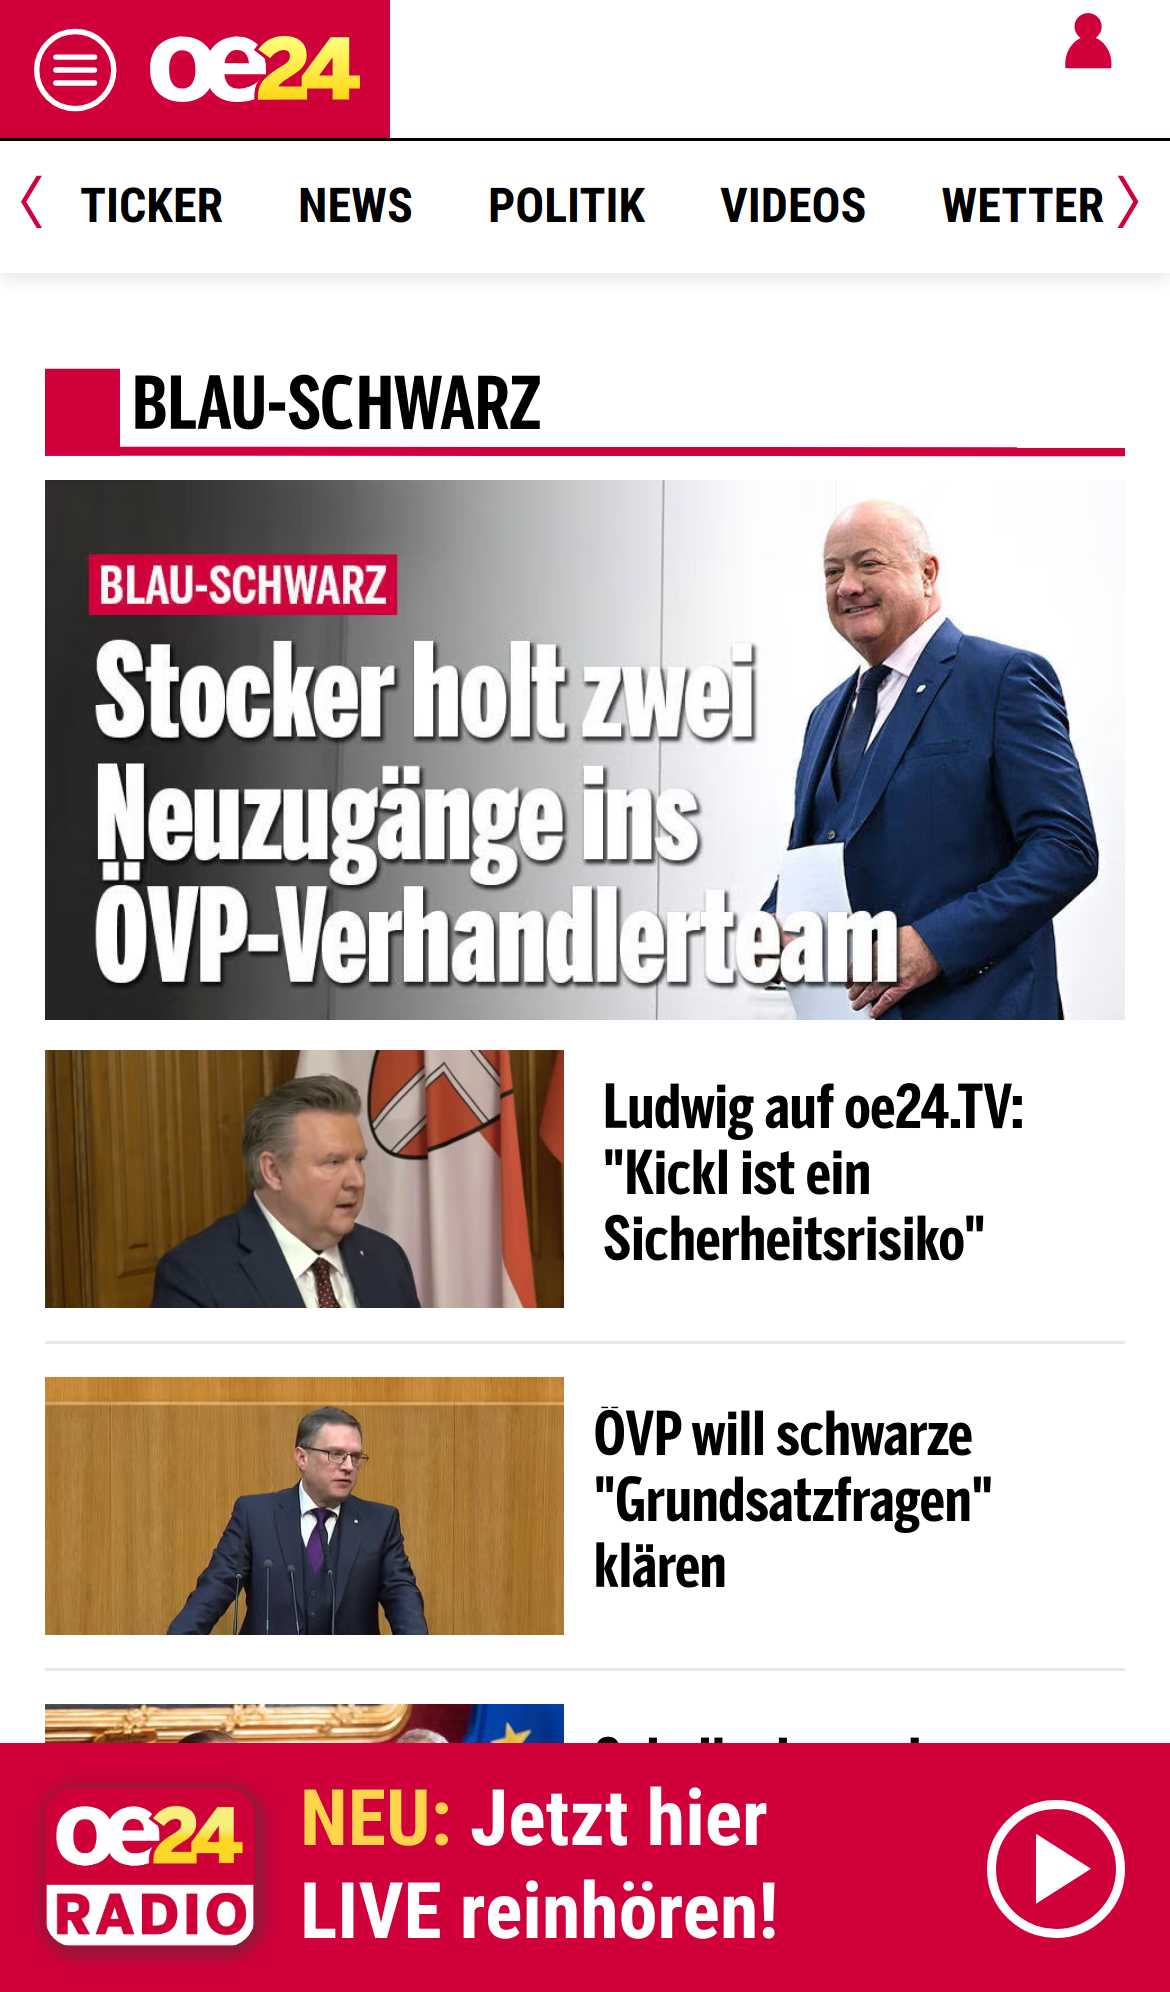 oe24
TICKER NEWS POLITIK VIDEOS WETTER
BLAU-SCHWARZ
BLAU-SCHWARZ
Stocker holt zwei
Neuzugänge ins
ÖVP-Verhandlerteam
Ludwig auf oe24.TV:
"Kickl ist ein
Sicherheitsrisiko"
ÖVP will schwarze
"Grundsatzfragen"
klären
oe24
RADIO
NEU: Jetzt hier
LIVE reinhören!